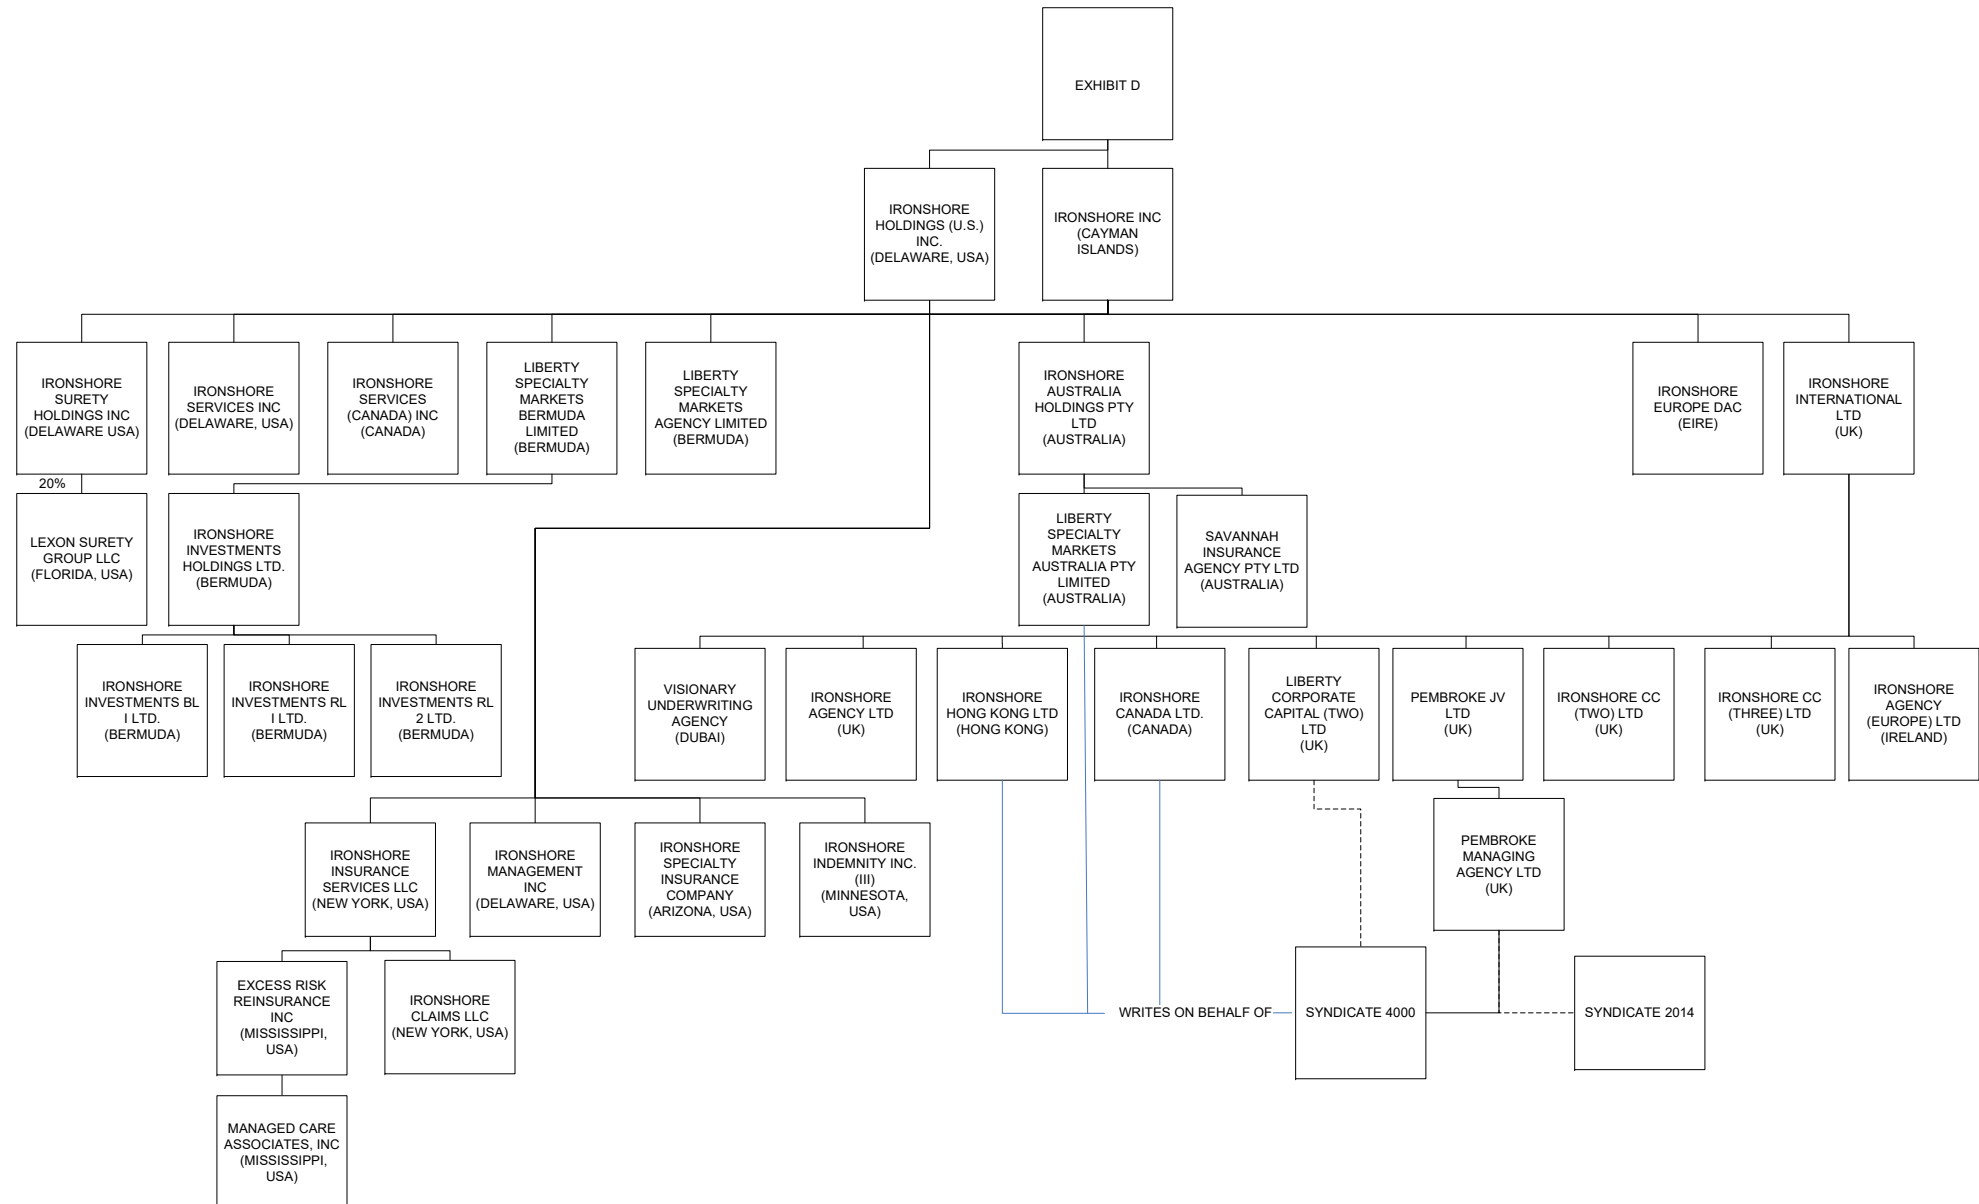 EXHIBIT D
IRONSHORE
HOLDINGS (U.S.)
INC.
(DELAWARE, USA)
IRONSHORE INC
(CAYMAN
ISLANDS)
IRONSHORE
SURETY
HOLDINGS INC
(DELAWARE USA)
IRONSHORE
SERVICES INC
(DELAWARE, USA)
IRONSHORE
SERVICES
(CANADA) INC
(CANADA)
LIBERTY
SPECIALTY
MARKETS
BERMUDA
LIMITED
(BERMUDA)
LIBERTY
SPECIALTY
MARKETS
AGENCY LIMITED
(BERMUDA)
IRONSHORE
AUSTRALIA
HOLDINGS PTY
LTD
(AUSTRALIA)
IRONSHORE
EUROPE DAC
(EIRE)
IRONSHORE
INTERNATIONAL
LTD
(UK)
20%
LEXON SURETY
GROUP LLC
(FLORIDA, USA)
IRONSHORE
INVESTMENTS
HOLDINGS LTD.
(BERMUDA)
LIBERTY
SPECIALTY
MARKETS
AUSTRALIA PTY
LIMITED
(AUSTRALIA)
SAVANNAH
INSURANCE
AGENCY PTY LTD
(AUSTRALIA)
IRONSHORE
INVESTMENTS BL
I LTD.
(BERMUDA)
IRONSHORE
INVESTMENTS RL
I LTD.
(BERMUDA)
IRONSHORE
INVESTMENTS RL
2 LTD.
(BERMUDA)
VISIONARY
UNDERWRITING
AGENCY
(DUBAI)
IRONSHORE
AGENCY LTD
(UK)
IRONSHORE
HONG KONG LTD
(HONG KONG)
IRONSHORE
CANADA LTD.
(CANADA)
LIBERTY
CORPORATE
CAPITAL (TWO)
LTD
(UK)
PEMBROKE JV
LTD
(UK)
IRONSHORE CC
(TWO) LTD
(UK)
IRONSHORE CC
(THREE) LTD
(UK)
IRONSHORE
AGENCY
(EUROPE) LTD
(IRELAND)
IRONSHORE
INSURANCE
SERVICES LLC
(NEW YORK, USA)
IRONSHORE
MANAGEMENT
INC
(DELAWARE, USA)
IRONSHORE
SPECIALTY
INSURANCE
COMPANY
(ARIZONA, USA)
IRONSHORE
INDEMNITY INC.
(III)
(MINNESOTA,
USA)
PEMBROKE
MANAGING
AGENCY LTD
(UK)
EXCESS RISK
REINSURANCE
INC
(MISSISSIPPI,
USA)
IRONSHORE
CLAIMS LLC
(NEW YORK, USA)
WRITES ON BEHALF OF
SYNDICATE 4000
SYNDICATE 2014
MANAGED CARE
ASSOCIATES, INC
(MISSISSIPPI,
USA)